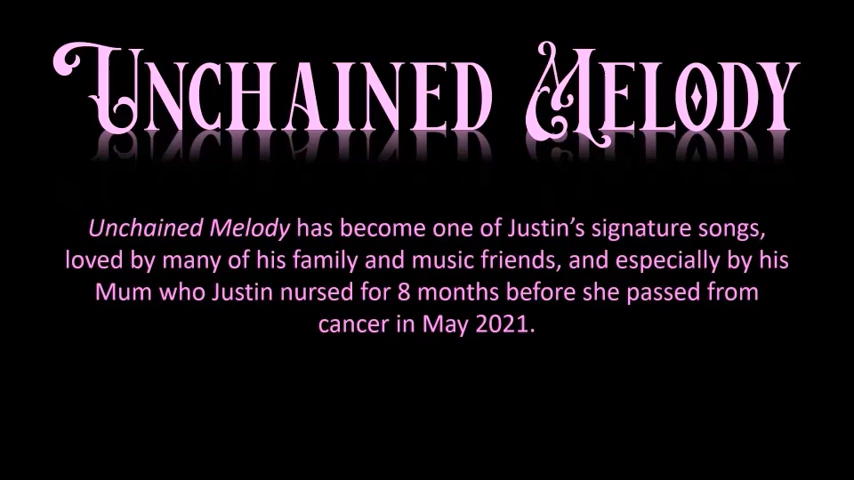 UNCHAINED MELODY
Unchained Melody has become one of Justin’s signature songs,
loved by many of his family and music friends, and especially by his
Mum who Justin nursed for 8 months before she passed from
cancer in May 2021.